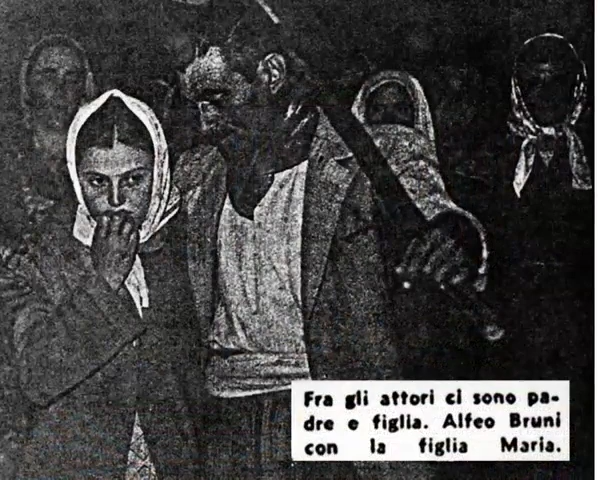 Fra gli attori ci sono pa-
dre e figlia. Alfeo Bruni
con la figlia Maria.